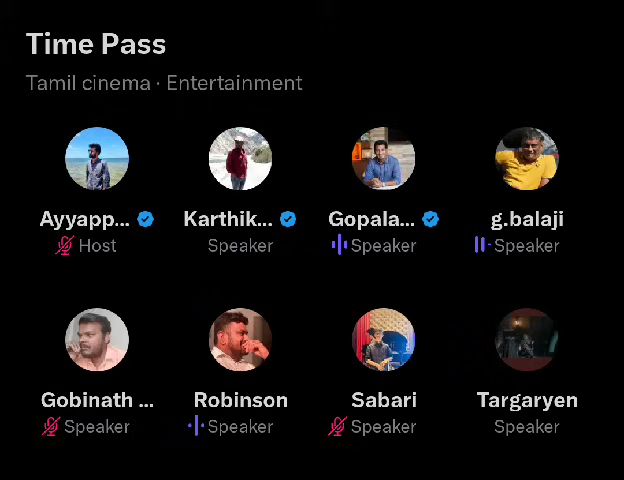 Time Pass
Tamil cinema · Entertainment
Ayyapp... Karthik... Gopala... g.balaji
Host Speaker Speaker Speaker
Gobinath ... Robinson Sabari Targaryen
Speaker Speaker Speaker Speaker